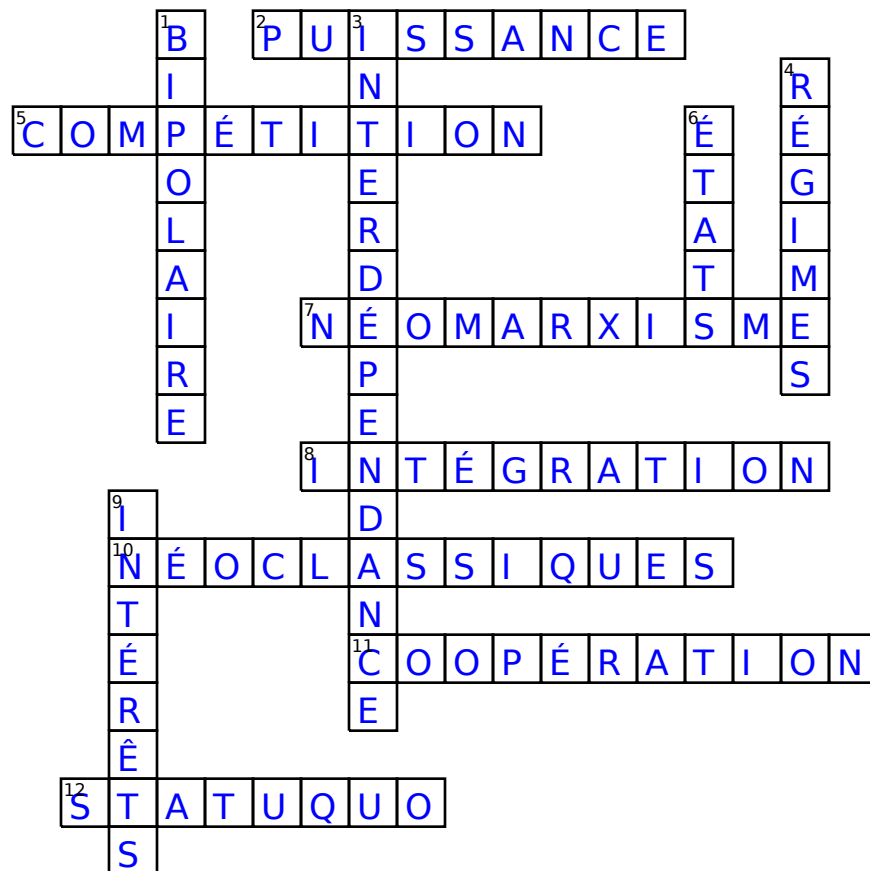 1 BIPOLAIRE
2 PUISSANCE
3 INTERDÉPENDANCE
4 RÉGIMES
5 COMPÉTITION
6 ÉTATS
7 NÉOMARXISME
8 INTÉGRATION
9 INTÉRÊTS
10 NÉOCLASSIQUES
11 COOPÉRATION
12 STATUQUO